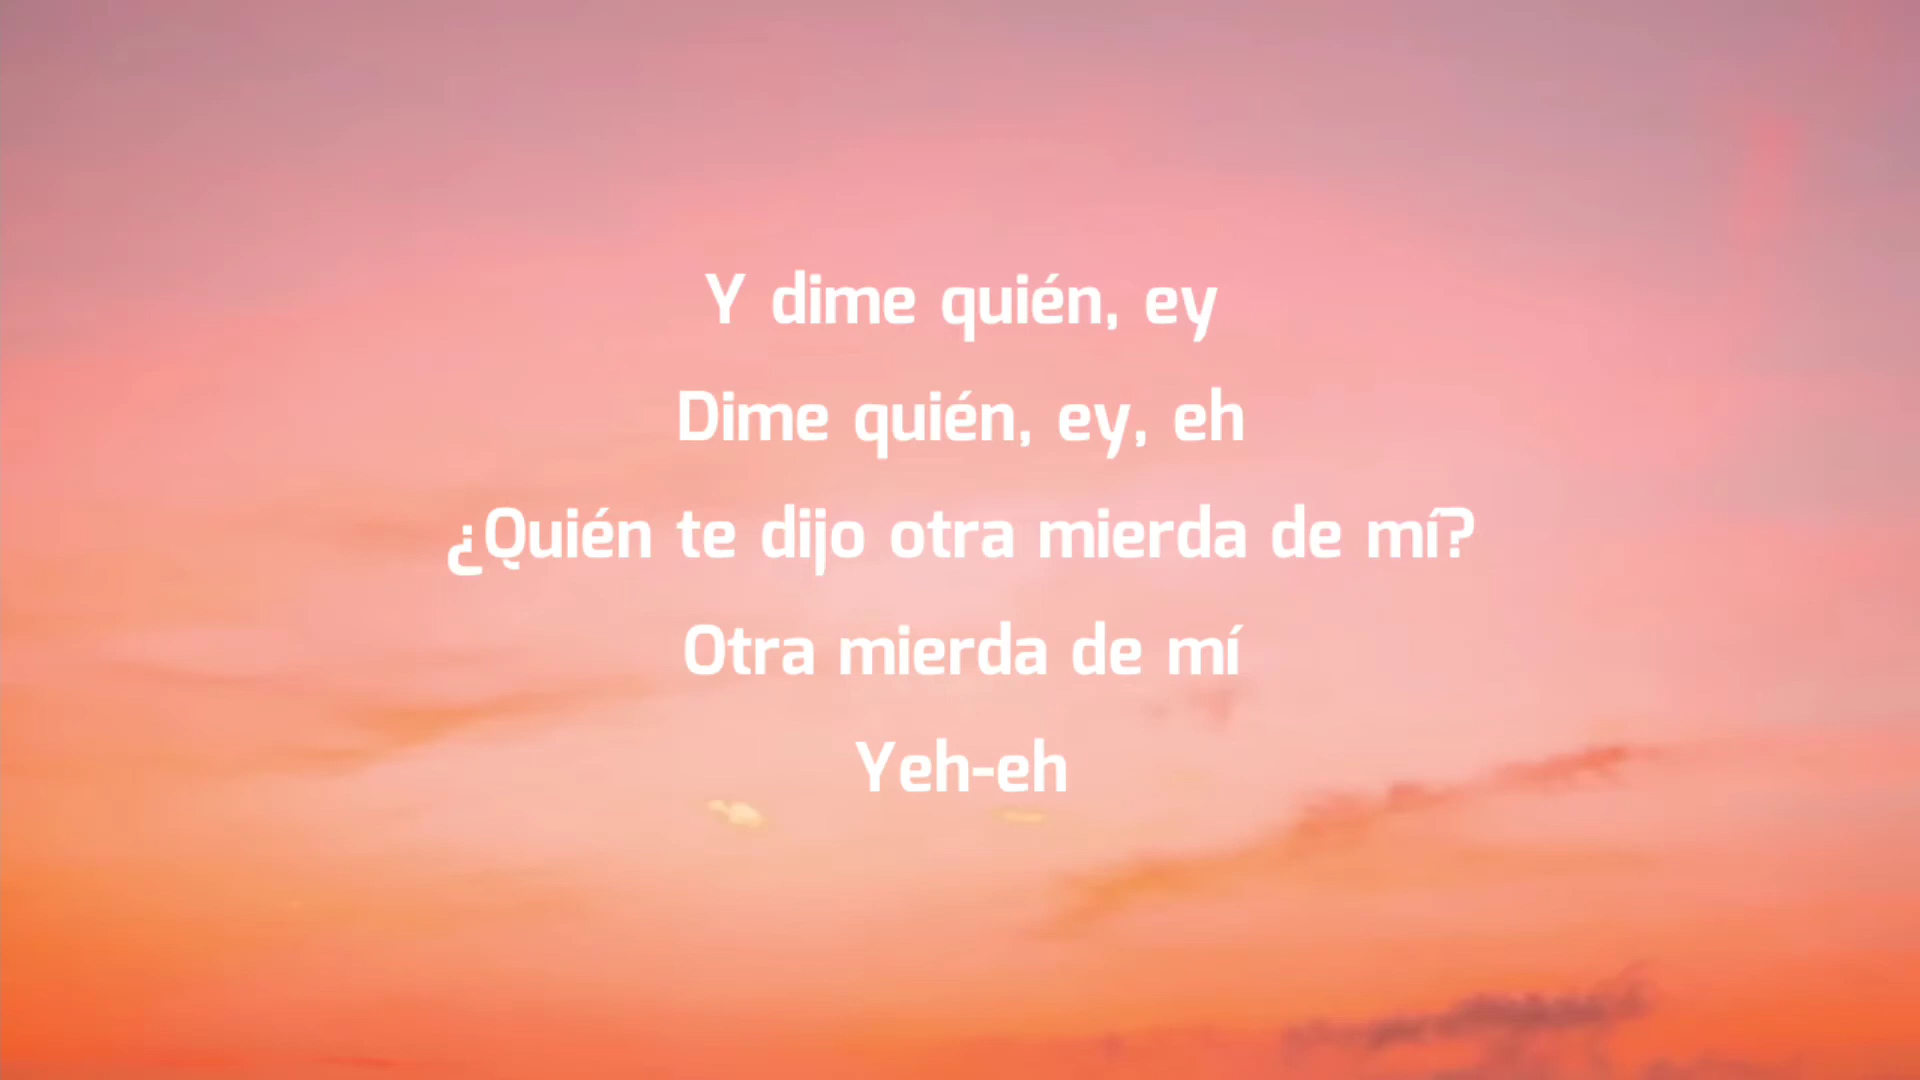 Y dime quién, ey
Dime quién, ey, eh
¿Quién te dijo otra mierda de mí?
Otra mierda de mí
Yeh-eh